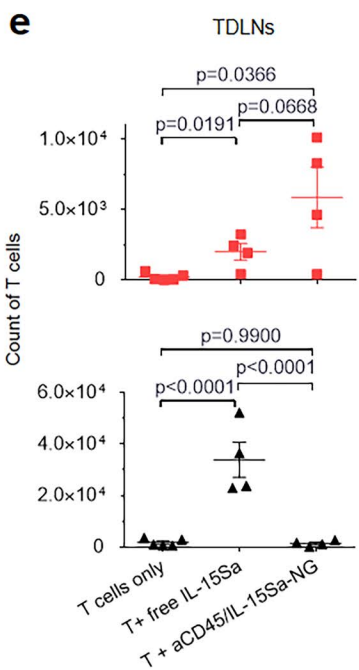 e
TDLNs
p=0.0366
p=0.0668
p=0.0191
1.0×10⁴
5.0×10³
0
Count of T cells
p=0.9900
p<0.0001
p<0.0001
6.0×10⁴
4.0×10⁴
2.0×10⁴
0
T cells only
T+ free IL-15Sa
T + aCD45/IL-15Sa-NG